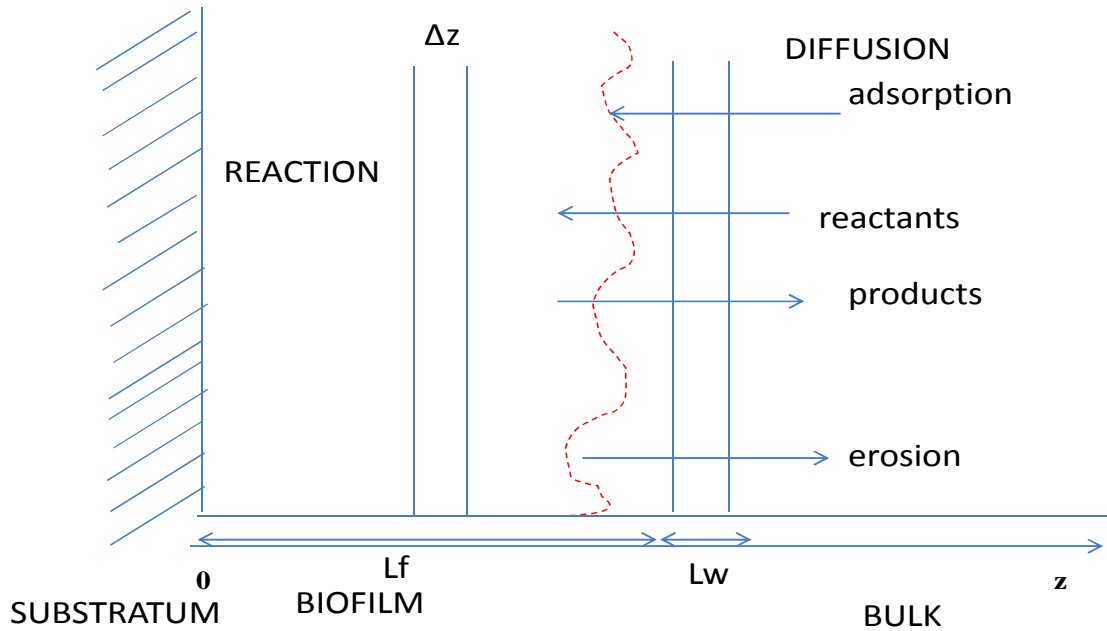 Δz
DIFFUSION
adsorption
REACTION
reactants
products
erosion
Lf
Lw
0
z
SUBSTRATUM
BIOFILM
BULK